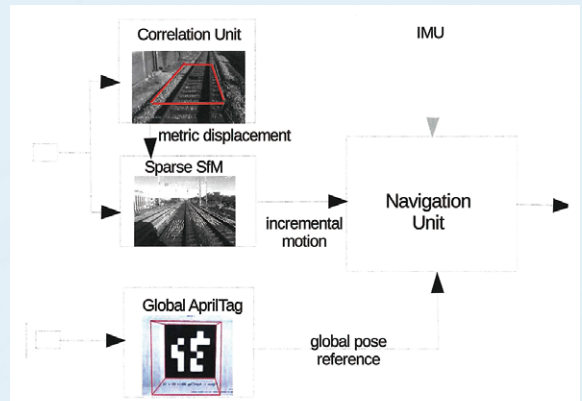 Correlation Unit
IMU
metric displacement
Sparse SfM
incremental
motion
Navigation
Unit
Global AprilTag
global pose
reference